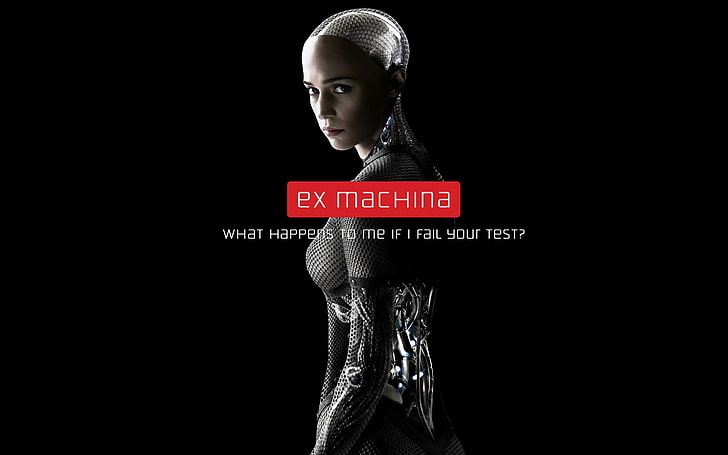 ex machina
WHAT HAPPENS TO ME IF I FAIL YOUR TEST?